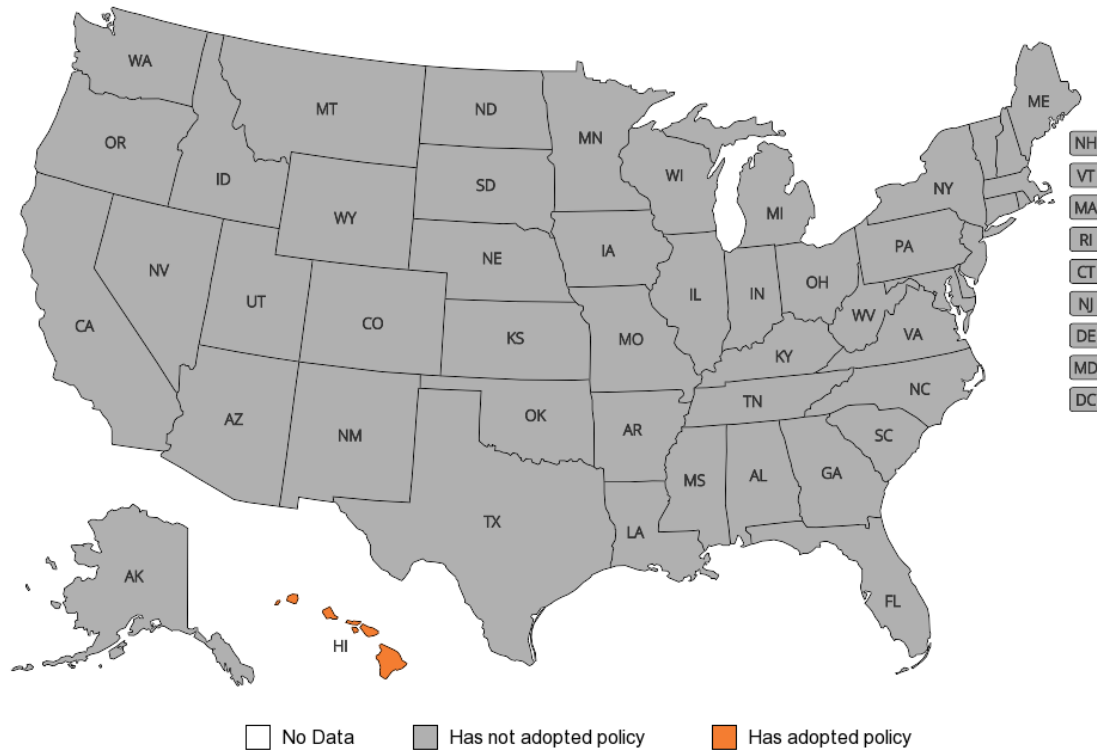 WA
MT
ND
MN
ME
OR
ID
SD
WI
NY
NH
VT
WY
MI
MA
NE
IA
PA
RI
NV
UT
CO
IL
IN
OH
CT
CA
KS
MO
WV
VA
NJ
KY
DE
AZ
NM
OK
AR
TN
NC
MD
SC
DC
MS
AL
GA
TX
LA
AK
FL
HI
No Data
Has not adopted policy
Has adopted policy